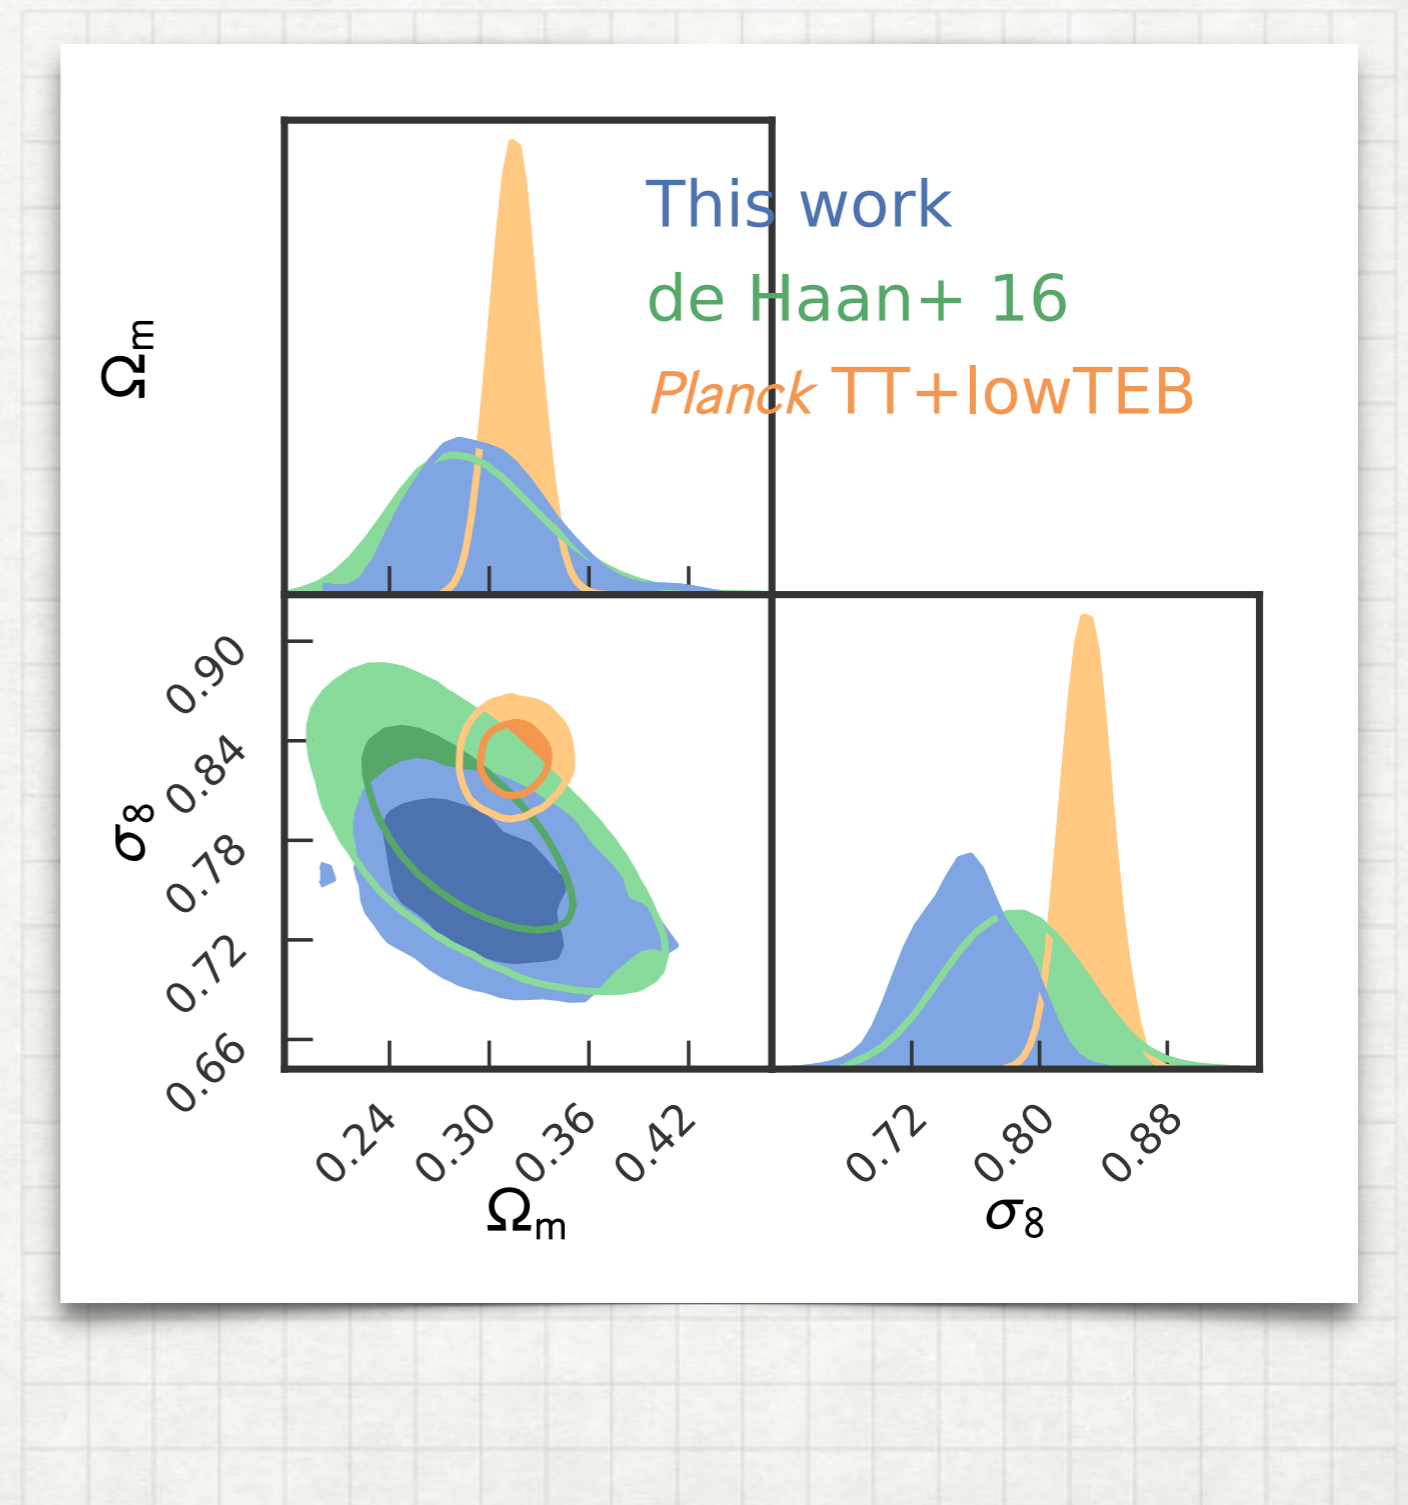 This work
de Haan+ 16
Planck TT+lowTEB
Ωm
0.90
0.84
0.78
0.72
0.66
σ8
0.24 0.30 0.36 0.42
0.72 0.80 0.88
Ωm
σ8